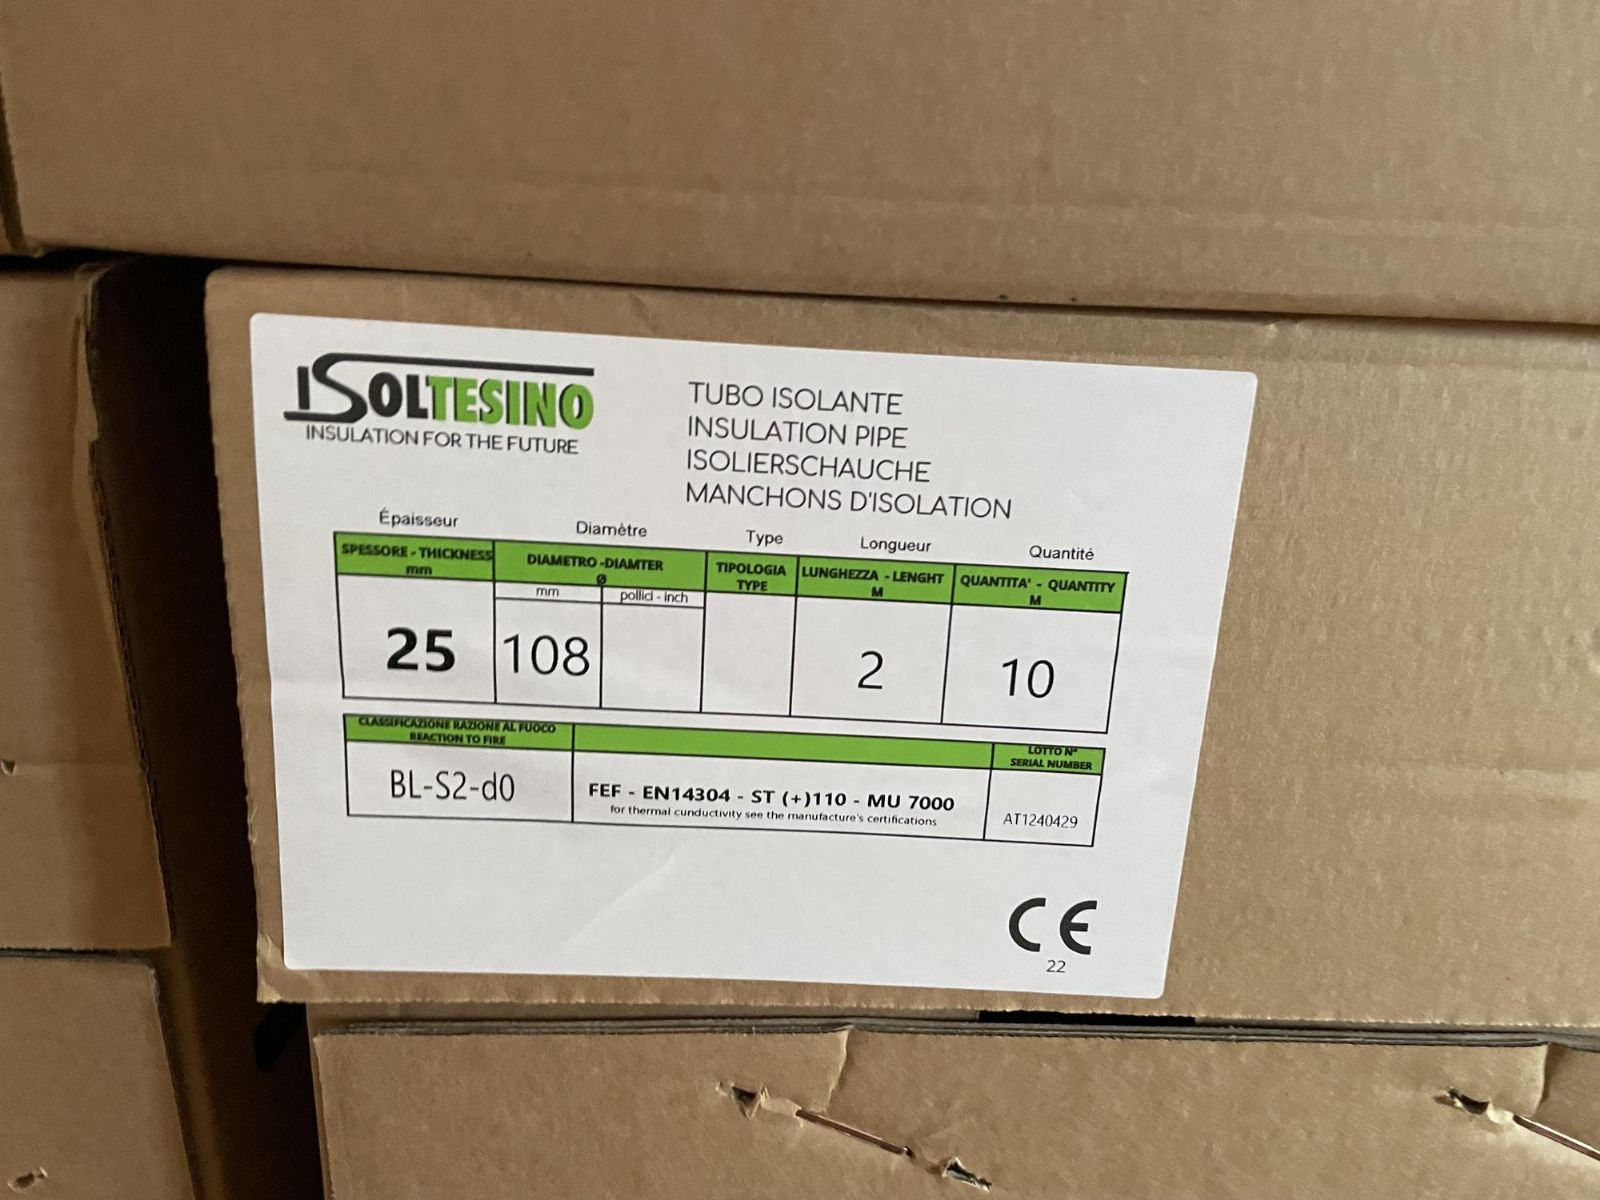 ISOLTESINO
INSULATION FOR THE FUTURE
TUBO ISOLANTE
INSULATION PIPE
ISOLIERSCHAUCHE
MANCHONS D'ISOLATION
Épaisseur Diamètre Type Longueur Quantité
SPESSORE - THICKNESS
mm
DIAMETRO -DIAMTER
Ø
mm pollici - inch
TIPOLOGIA
TYPE
LUNGHEZZA - LENGHT
M
QUANTITA' - QUANTITY
M
25 108 2 10
CLASSIFICAZIONE RAZIONE AL FUOCO
REACTION TO FIRE
LOTTO N°
SERIAL NUMBER
BL-S2-d0
FEF - EN14304 - ST (+)110 - MU 7000
for thermal cunductivity see the manufacture's certifications
AT1240429
CE
22